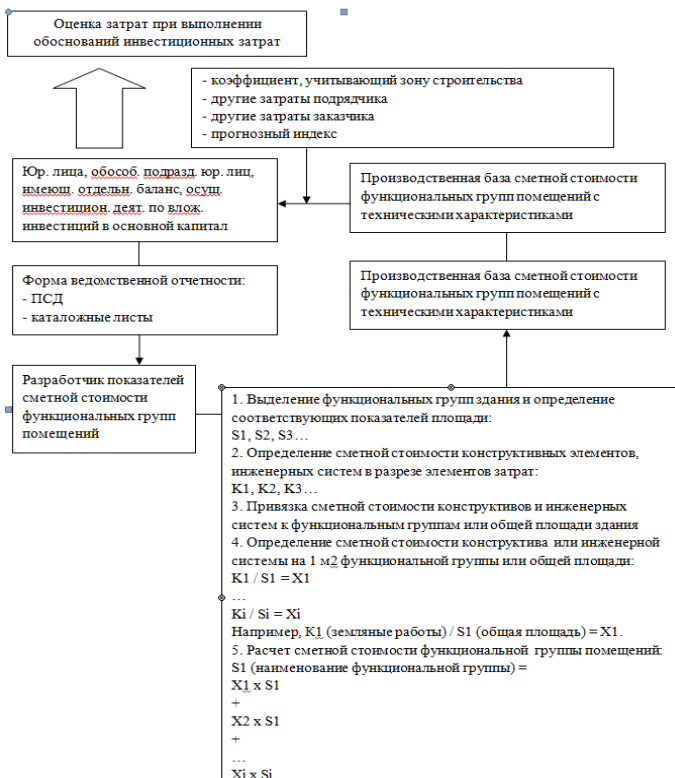 Оценка затрат при выполнении
обоснований инвестиционных затрат
- коэффициент, учитывающий зону строительства
- другие затраты подрядчика
- другие затраты заказчика
- прогнозный индекс
Юр. лица, обособ. подразд. юр. лиц,
имеющ. отдельн. баланс, осущ.
инвестицион. деят. по влож.
инвестиций в основной капитал
Производственная база сметной стоимости
функциональных групп помещений с
техническими характеристиками
Форма ведомственной отчетности:
- ПСД
- каталожные листы
Производственная база сметной стоимости
функциональных групп помещений с
техническими характеристиками
Разработчик показателей
сметной стоимости
функциональных групп
помещений
1. Выделение функциональных групп здания и определение
соответствующих показателей площади:
S1, S2, S3…
2. Определение сметной стоимости конструктивных элементов,
инженерных систем в разрезе элементов затрат:
К1, К2, К3…
3. Привязка сметной стоимости конструктивов и инженерных
систем к функциональным группам или общей площади здания
4. Определение сметной стоимости конструктива или инженерной
системы на 1 м2 функциональной группы или общей площади:
К1 / S1 = X1
…
Ki / Si = Xi
Например, К1 (земляные работы) / S1 (общая площадь) = X1.
5. Расчет сметной стоимости функциональной группы помещений:
S1 (наименование функциональной группы) =
X1 x S1
+
X2 x S1
+
…
Xi x Si